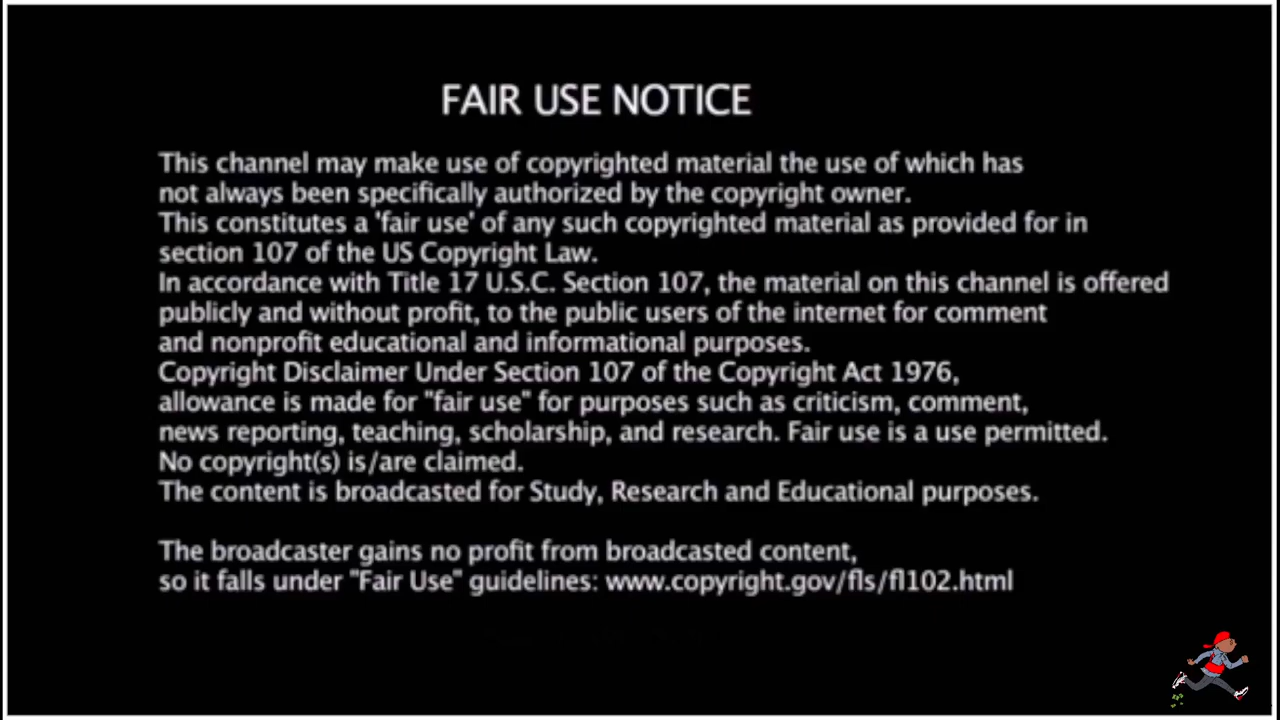 FAIR USE NOTICE
This channel may make use of copyrighted material the use of which has
not always been specifically authorized by the copyright owner.
This constitutes a 'fair use' of any such copyrighted material as provided for in
section 107 of the US Copyright Law.
In accordance with Title 17 U.S.C. Section 107, the material on this channel is offered
publicly and without profit, to the public users of the internet for comment
and nonprofit educational and informational purposes.
Copyright Disclaimer Under Section 107 of the Copyright Act 1976,
allowance is made for "fair use" for purposes such as criticism, comment,
news reporting, teaching, scholarship, and research. Fair use is a use permitted.
No copyright(s) is/are claimed.
The content is broadcasted for Study, Research and Educational purposes.
The broadcaster gains no profit from broadcasted content,
so it falls under "Fair Use" guidelines: www.copyright.gov/fls/fl102.html